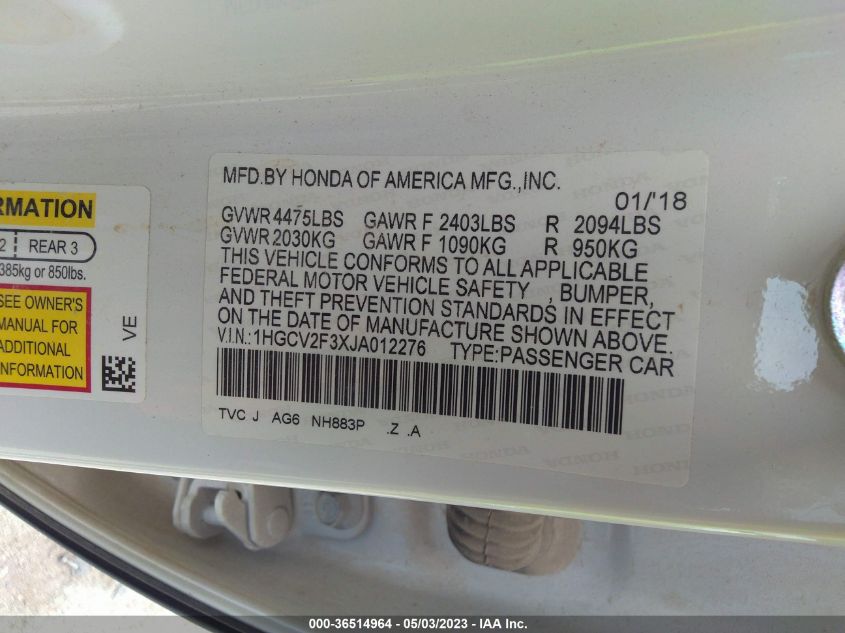 RMATION
2 REAR 3
385kg or 850lbs.
SEE OWNER'S
MANUAL FOR
ADDITIONAL
INFORMATION
VE
MFD.BY HONDA OF AMERICA MFG.,INC.
01/'18
GVWR 4475LBS GAWR F 2403LBS R 2094LBS
GVWR 2030KG GAWR F 1090KG R 950KG
THIS VEHICLE CONFORMS TO ALL APPLICABLE
FEDERAL MOTOR VEHICLE SAFETY , BUMPER,
AND THEFT PREVENTION STANDARDS IN EFFECT
ON THE DATE OF MANUFACTURE SHOWN ABOVE.
V.I.N.:1HGCV2F3XJA012276 TYPE:PASSENGER CAR
TVC J AG6 NH883P .Z .A
HONDA
000-36514964 - 05/03/2023 - IAA Inc.